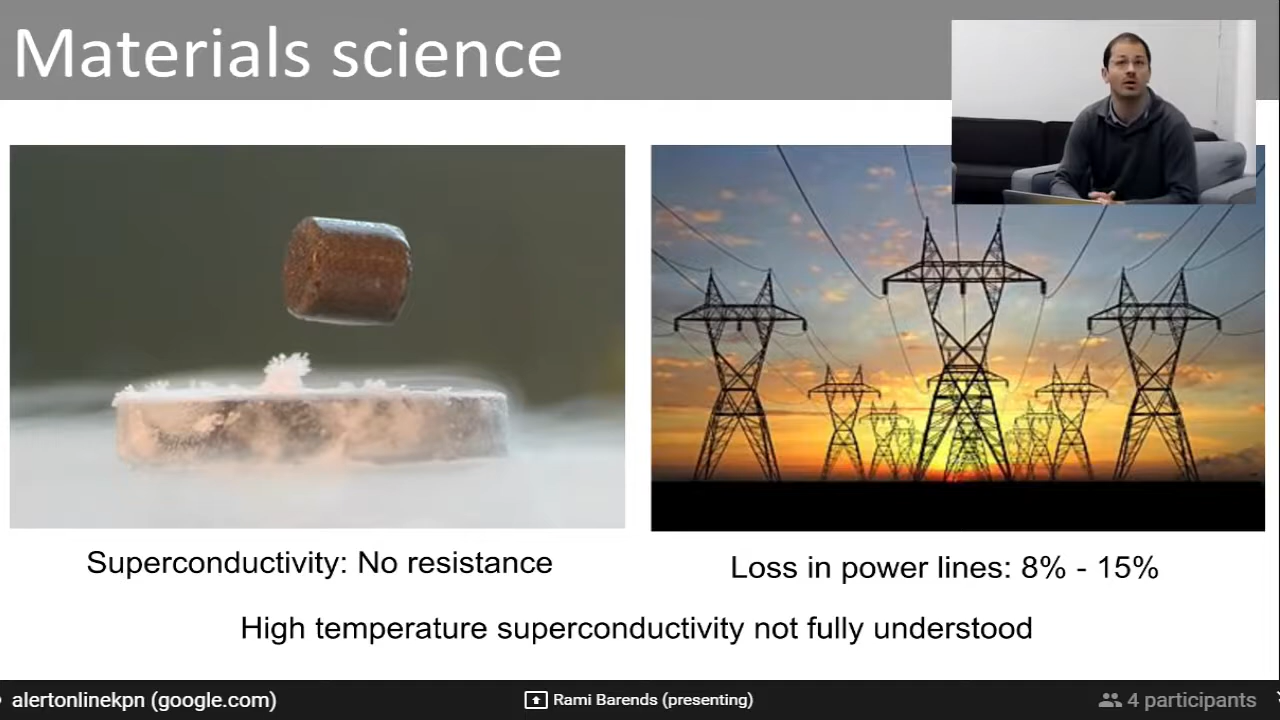 Materials science
Superconductivity: No resistance
Loss in power lines: 8% - 15%
High temperature superconductivity not fully understood
alertonlinekpn (google.com)
Rami Barends (presenting)
4 participants